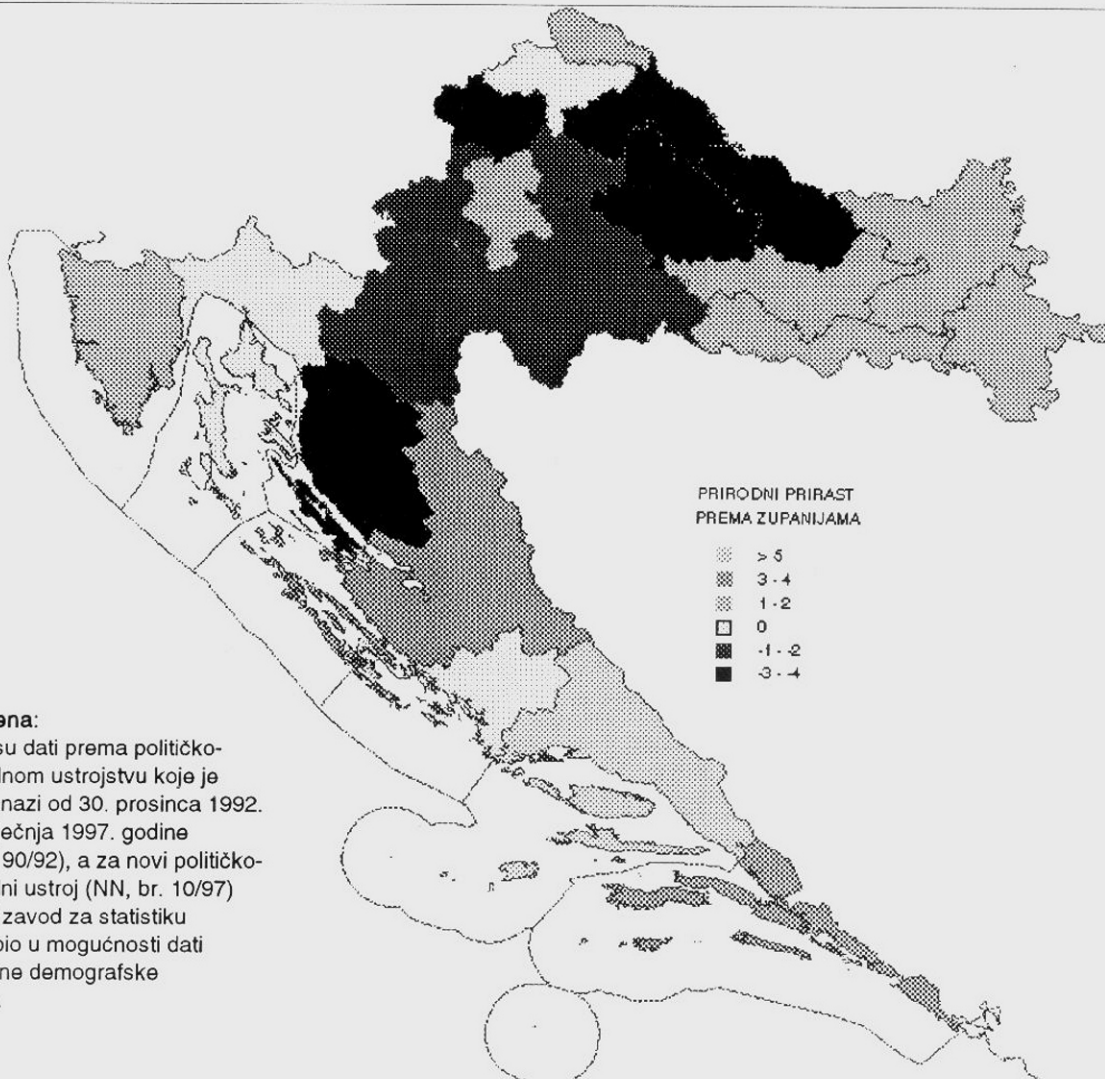 PRIRODNI PRIRAST
PREMA ZUPANIJAMA
> 5
3 - 4
1 - 2
0
-1 - -2
-3 - -4
ena:
su dati prema političko-
dnom ustrojstvu koje je
nazi od 30. prosinca 1992.
ečnja 1997. godine
90/92), a za novi političko-
ni ustroj (NN, br. 10/97)
zavod za statistiku
bio u mogućnosti dati
ne demografske